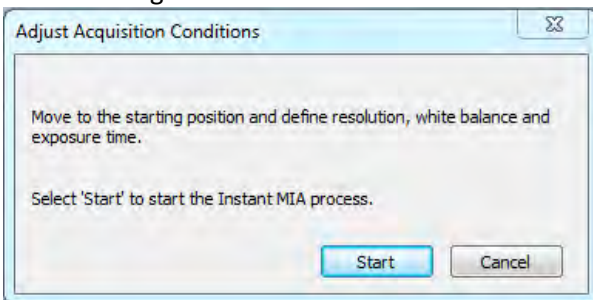 Adjust Acquisition Conditions
Move to the starting position and define resolution, white balance and
exposure time.
Select 'Start' to start the Instant MIA process.
Start Cancel